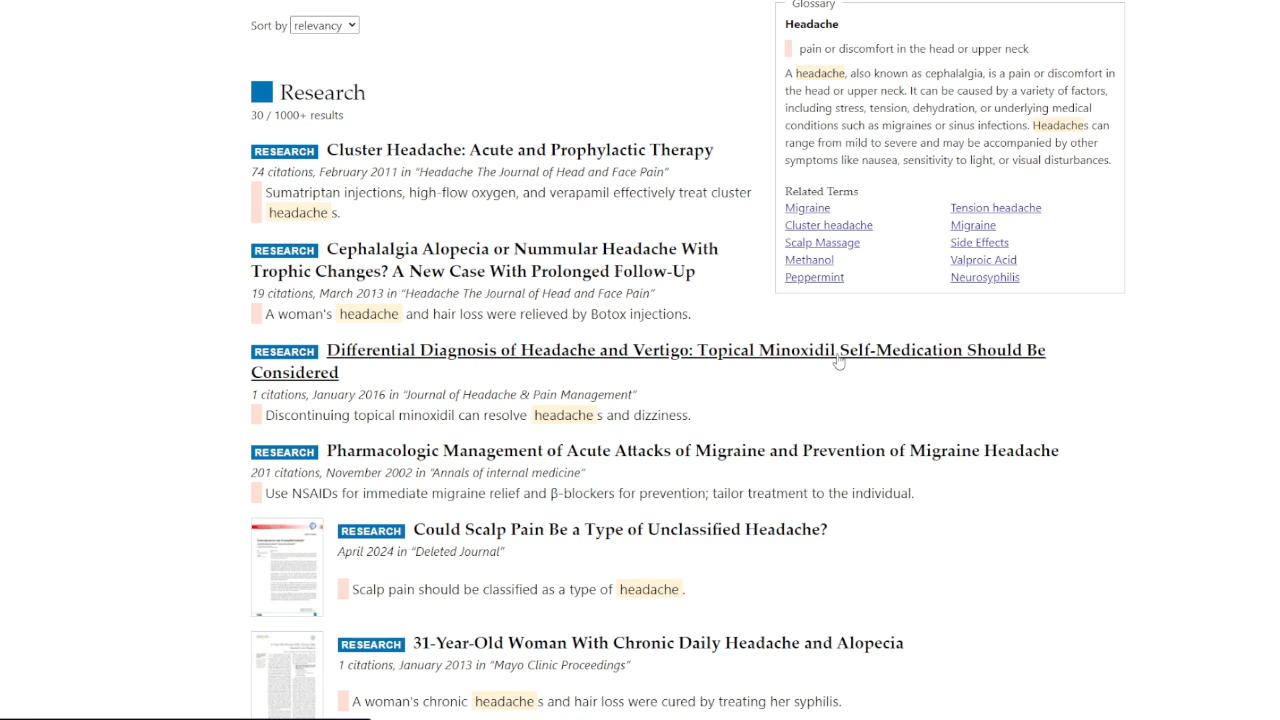 Sort by relevancy
Research
30 / 1000+ results
RESEARCH Cluster Headache: Acute and Prophylactic Therapy
74 citations, February 2011 in “Headache The Journal of Head and Face Pain”
Sumatriptan injections, high-flow oxygen, and verapamil effectively treat cluster
headache s.
RESEARCH Cephalalgia Alopecia or Nummular Headache With
Trophic Changes? A New Case With Prolonged Follow-Up
19 citations, March 2013 in “Headache The Journal of Head and Face Pain”
A woman's headache and hair loss were relieved by Botox injections.
RESEARCH Differential Diagnosis of Headache and Vertigo: Topical Minoxidil Self-Medication Should Be
Considered
1 citations, January 2016 in “Journal of Headache & Pain Management”
Discontinuing topical minoxidil can resolve headache s and dizziness.
RESEARCH Pharmacologic Management of Acute Attacks of Migraine and Prevention of Migraine Headache
201 citations, November 2002 in “Annals of internal medicine”
Use NSAIDs for immediate migraine relief and β-blockers for prevention; tailor treatment to the individual.
RESEARCH Could Scalp Pain Be a Type of Unclassified Headache?
April 2024 in “Deleted Journal”
Scalp pain should be classified as a type of headache .
RESEARCH 31-Year-Old Woman With Chronic Daily Headache and Alopecia
1 citations, January 2013 in “Mayo Clinic Proceedings”
A woman's chronic headache s and hair loss were cured by treating her syphilis.
Glossary
Headache
pain or discomfort in the head or upper neck
A headache, also known as cephalalgia, is a pain or discomfort in
the head or upper neck. It can be caused by a variety of factors,
including stress, tension, dehydration, or underlying medical
conditions such as migraines or sinus infections. Headaches can
range from mild to severe and may be accompanied by other
symptoms like nausea, sensitivity to light, or visual disturbances.
Related Terms
Migraine
Cluster headache
Scalp Massage
Methanol
Peppermint
Tension headache
Migraine
Side Effects
Valproic Acid
Neurosyphilis